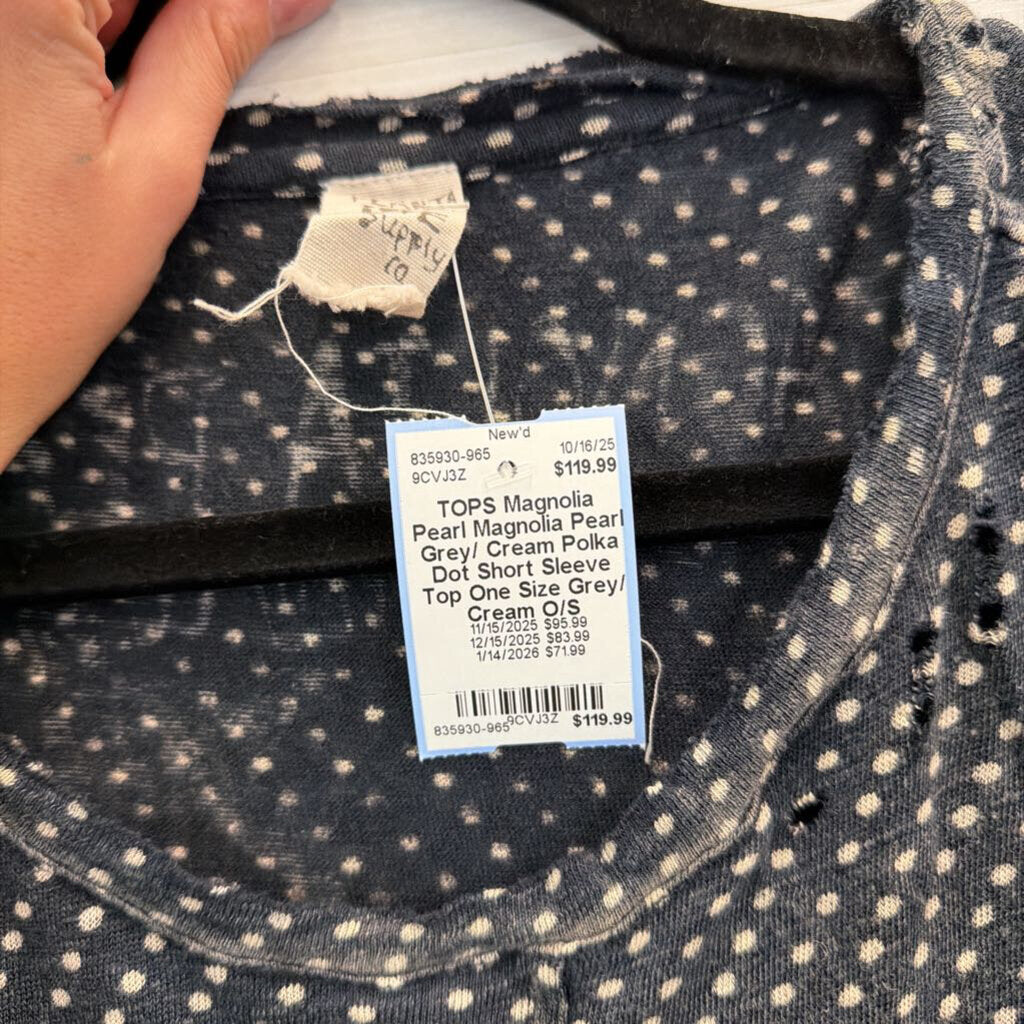 Supply
co
New'd
835930-965 10/16/25
9CVJ3Z $119.99
TOPS Magnolia
Pearl Magnolia Pearl
Grey/ Cream Polka
Dot Short Sleeve
Top One Size Grey/
Cream O/S
11/15/2025 $95.99
12/15/2025 $83.99
1/14/2026 $71.99
835930-965 9CVJ3Z $119.99